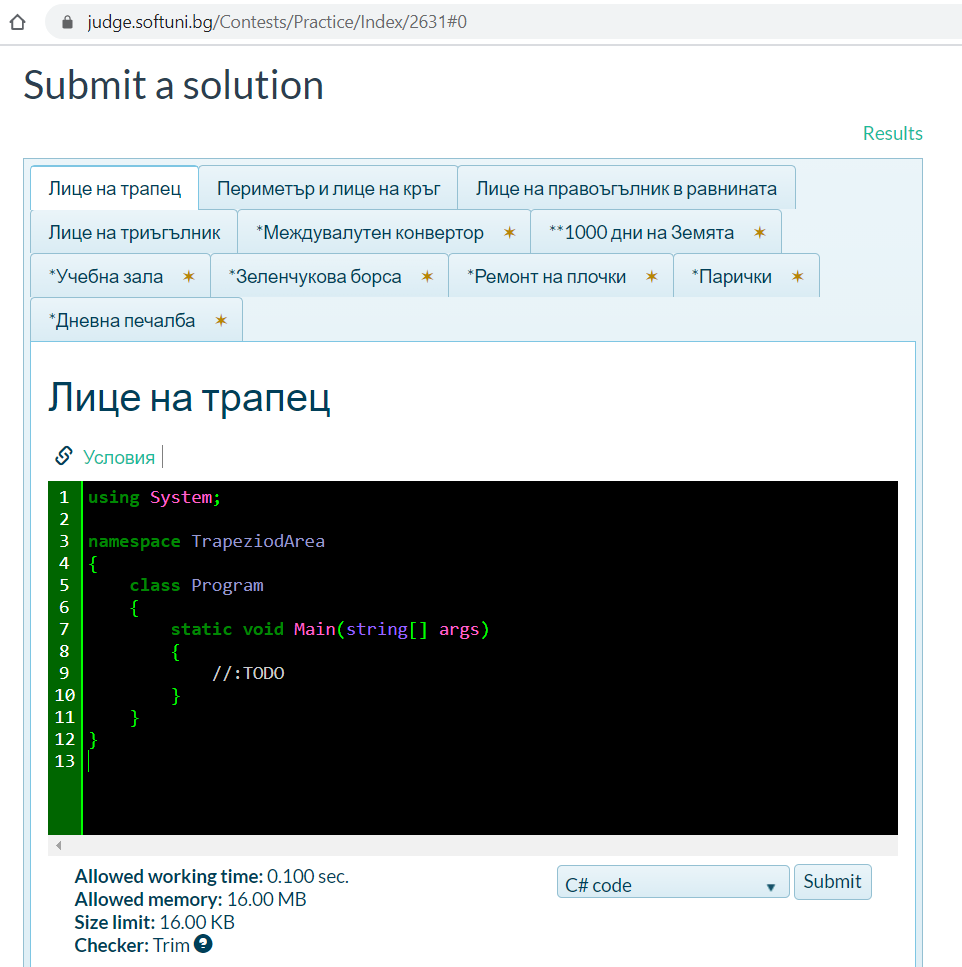 judge.softuni.bg/Contests/Practice/Index/2631#0
Submit a solution
Results
Лице на трапец
Периметър и лице на кръг
Лице на правоъгълник в равнината
Лице на триъгълник
*Междувалутен конвертор
**1000 дни на Земята
*Учебна зала
*Зеленчукова борса
*Ремонт на плочки
*Парички
*Дневна печалба
Лице на трапец
Условия
1 using System;
2
3 namespace TrapeziodArea
4 {
5 class Program
6 {
7 static void Main(string[] args)
8 {
9 //:TODO
10 }
11 }
12 }
13
Allowed working time: 0.100 sec.
Allowed memory: 16.00 MB
Size limit: 16.00 KB
Checker: Trim ?
C# code
Submit